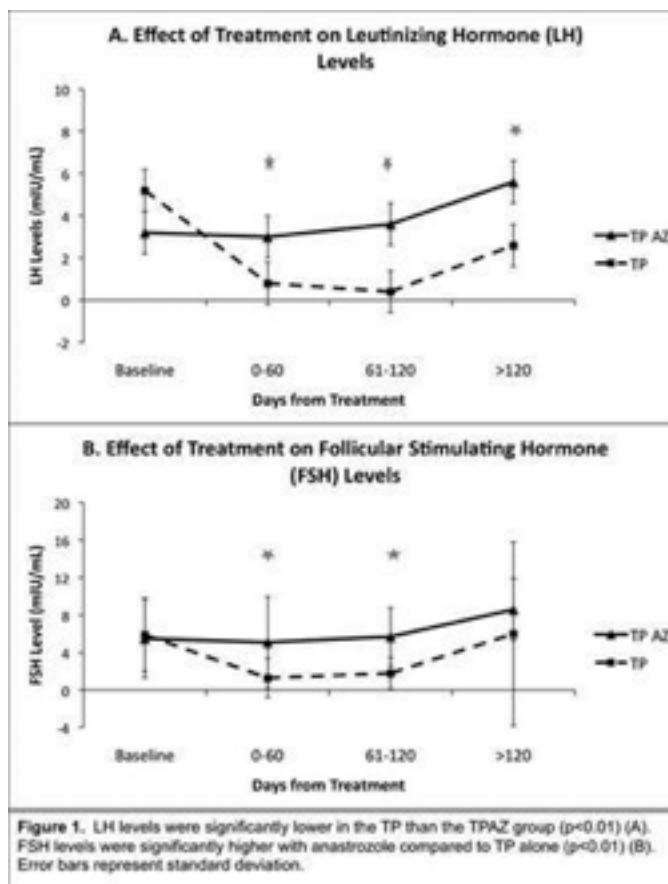 A. Effect of Treatment on Leutinizing Hormone (LH)
Levels
10
8
6
4
2
0
-2
LH Levels (mIU/mL)
TP AZ
TP
Baseline 0-60 61-120 >120
Days from Treatment
B. Effect of Treatment on Follicular Stimulating Hormone
(FSH) Levels
20
16
12
8
4
0
-4
FSH Level (mIU/mL)
TP AZ
TP
Baseline 0-60 61-120 >120
Days from Treatment
Figure 1. LH levels were significantly lower in the TP than the TPAZ group (p<0.01) (A).
FSH levels were significantly higher with anastrozole compared to TP alone (p<0.01) (B).
Error bars represent standard deviation.